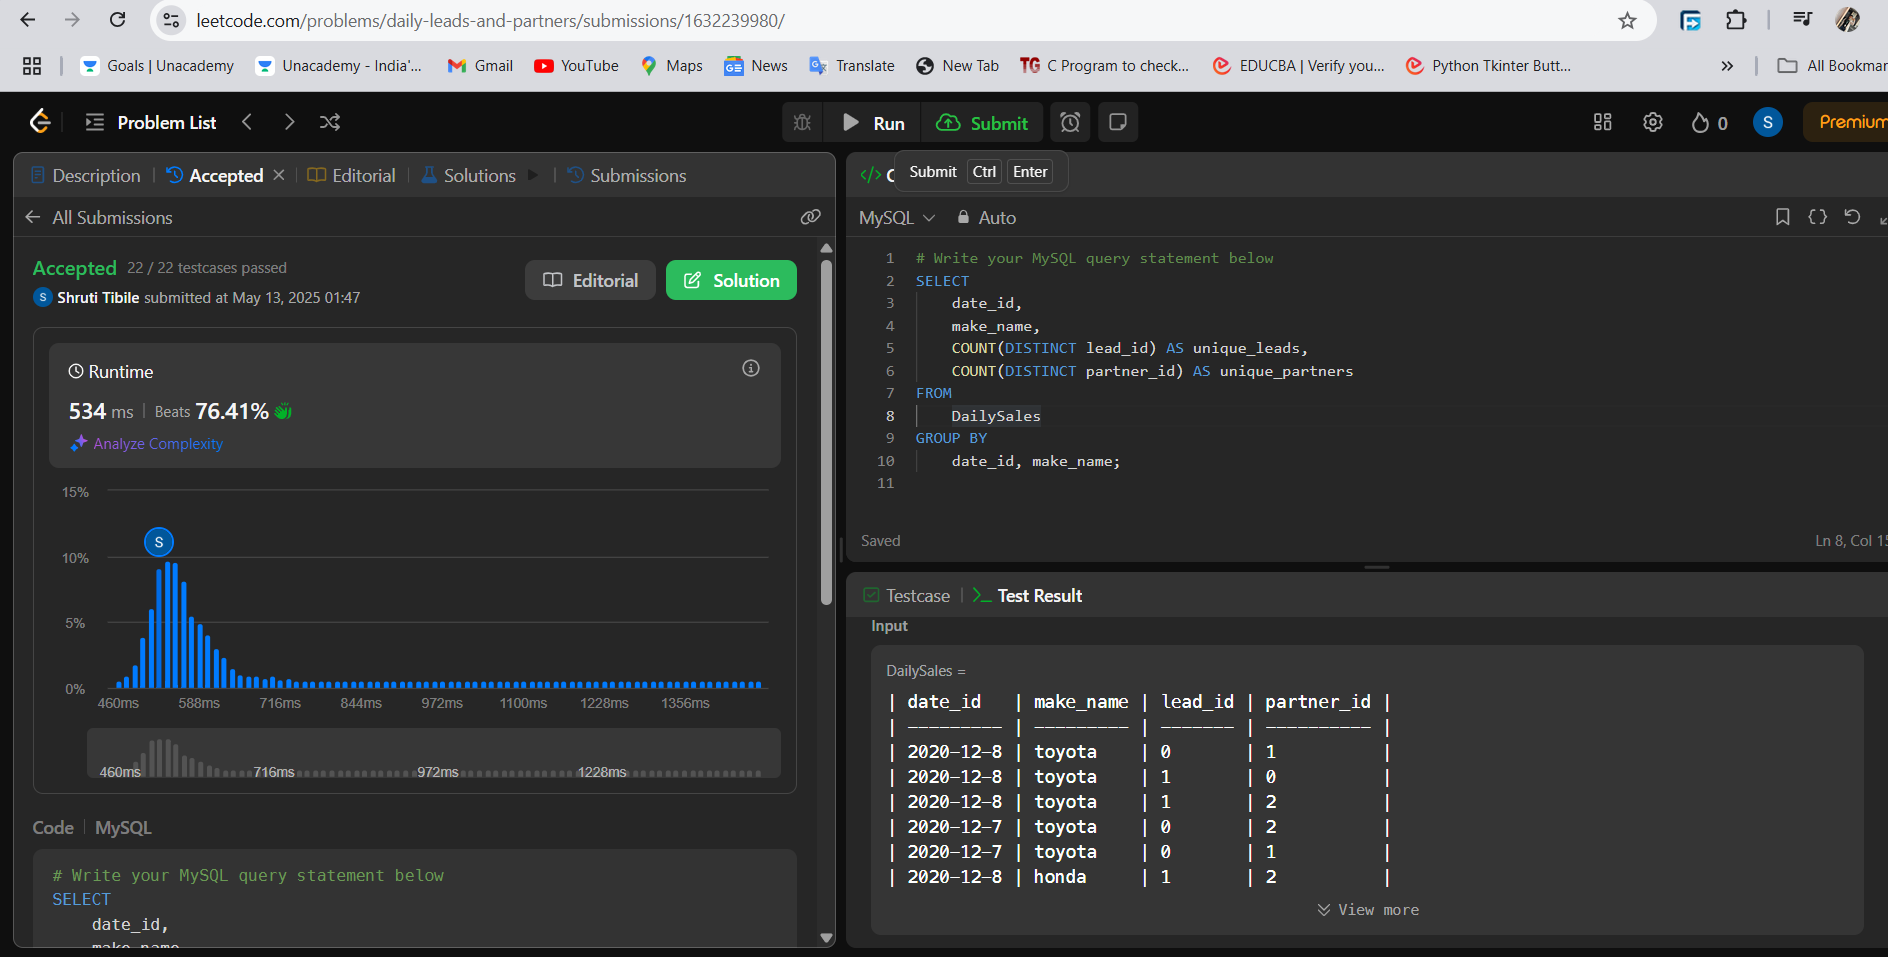 leetcode.com/problems/daily-leads-and-partners/submissions/1632239980/
Goals | Unacademy
Unacademy - India'...
Gmail
YouTube
Maps
News
Translate
New Tab
TG C Program to check...
EDUCBA | Verify you...
Python Tkinter Butt...
All Bookmar
Problem List
Run
Submit
0
S
Premium
Description
Accepted
Editorial
Solutions
Submissions
Submit Ctrl Enter
All Submissions
MySQL
Auto
Accepted 22 / 22 testcases passed
S Shruti Tibile submitted at May 13, 2025 01:47
Editorial
Solution
Runtime
534 ms | Beats 76.41%
Analyze Complexity
15%
10%
5%
0%
S
460ms 588ms 716ms 844ms 972ms 1100ms 1228ms 1356ms
460ms 716ms 972ms 1228ms
Code | MySQL
# Write your MySQL query statement below
SELECT
date_id,
make_name
1 # Write your MySQL query statement below
2 SELECT
3 date_id,
4 make_name,
5 COUNT(DISTINCT lead_id) AS unique_leads,
6 COUNT(DISTINCT partner_id) AS unique_partners
7 FROM
8 DailySales
9 GROUP BY
10 date_id, make_name;
11
Saved
Ln 8, Col 15
Testcase
Test Result
Input
DailySales =
| date_id | make_name | lead_id | partner_id |
| --------- | --------- | ------- | ---------- |
| 2020-12-8 | toyota | 0 | 1 |
| 2020-12-8 | toyota | 1 | 0 |
| 2020-12-8 | toyota | 1 | 2 |
| 2020-12-7 | toyota | 0 | 2 |
| 2020-12-7 | toyota | 0 | 1 |
| 2020-12-8 | honda | 1 | 2 |
View more